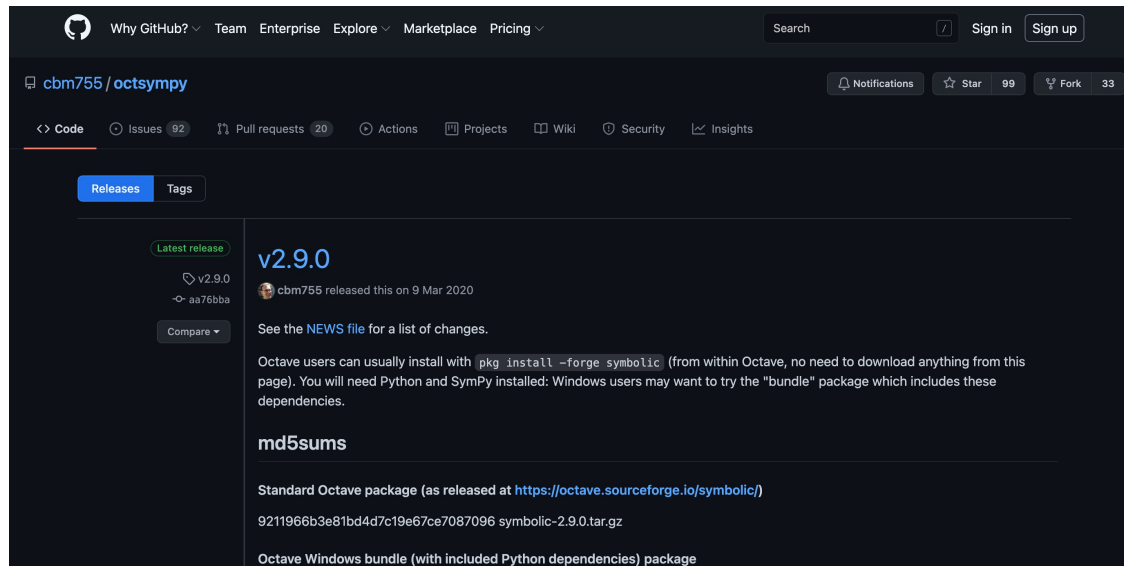 Why GitHub? Team Enterprise Explore Marketplace Pricing Search / Sign in Sign up
cbm755 / octsympy Notifications Star 99 Fork 33
Code Issues 92 Pull requests 20 Actions Projects Wiki Security Insights
Releases Tags
Latest release
v2.9.0
aa76bba
Compare
v2.9.0
cbm755 released this on 9 Mar 2020
See the NEWS file for a list of changes.
Octave users can usually install with pkg install -forge symbolic (from within Octave, no need to download anything from this
page). You will need Python and SymPy installed: Windows users may want to try the "bundle" package which includes these
dependencies.
md5sums
Standard Octave package (as released at https://octave.sourceforge.io/symbolic/)
9211966b3e81bd4d7c19e67ce7087096 symbolic-2.9.0.tar.gz
Octave Windows bundle (with included Python dependencies) package